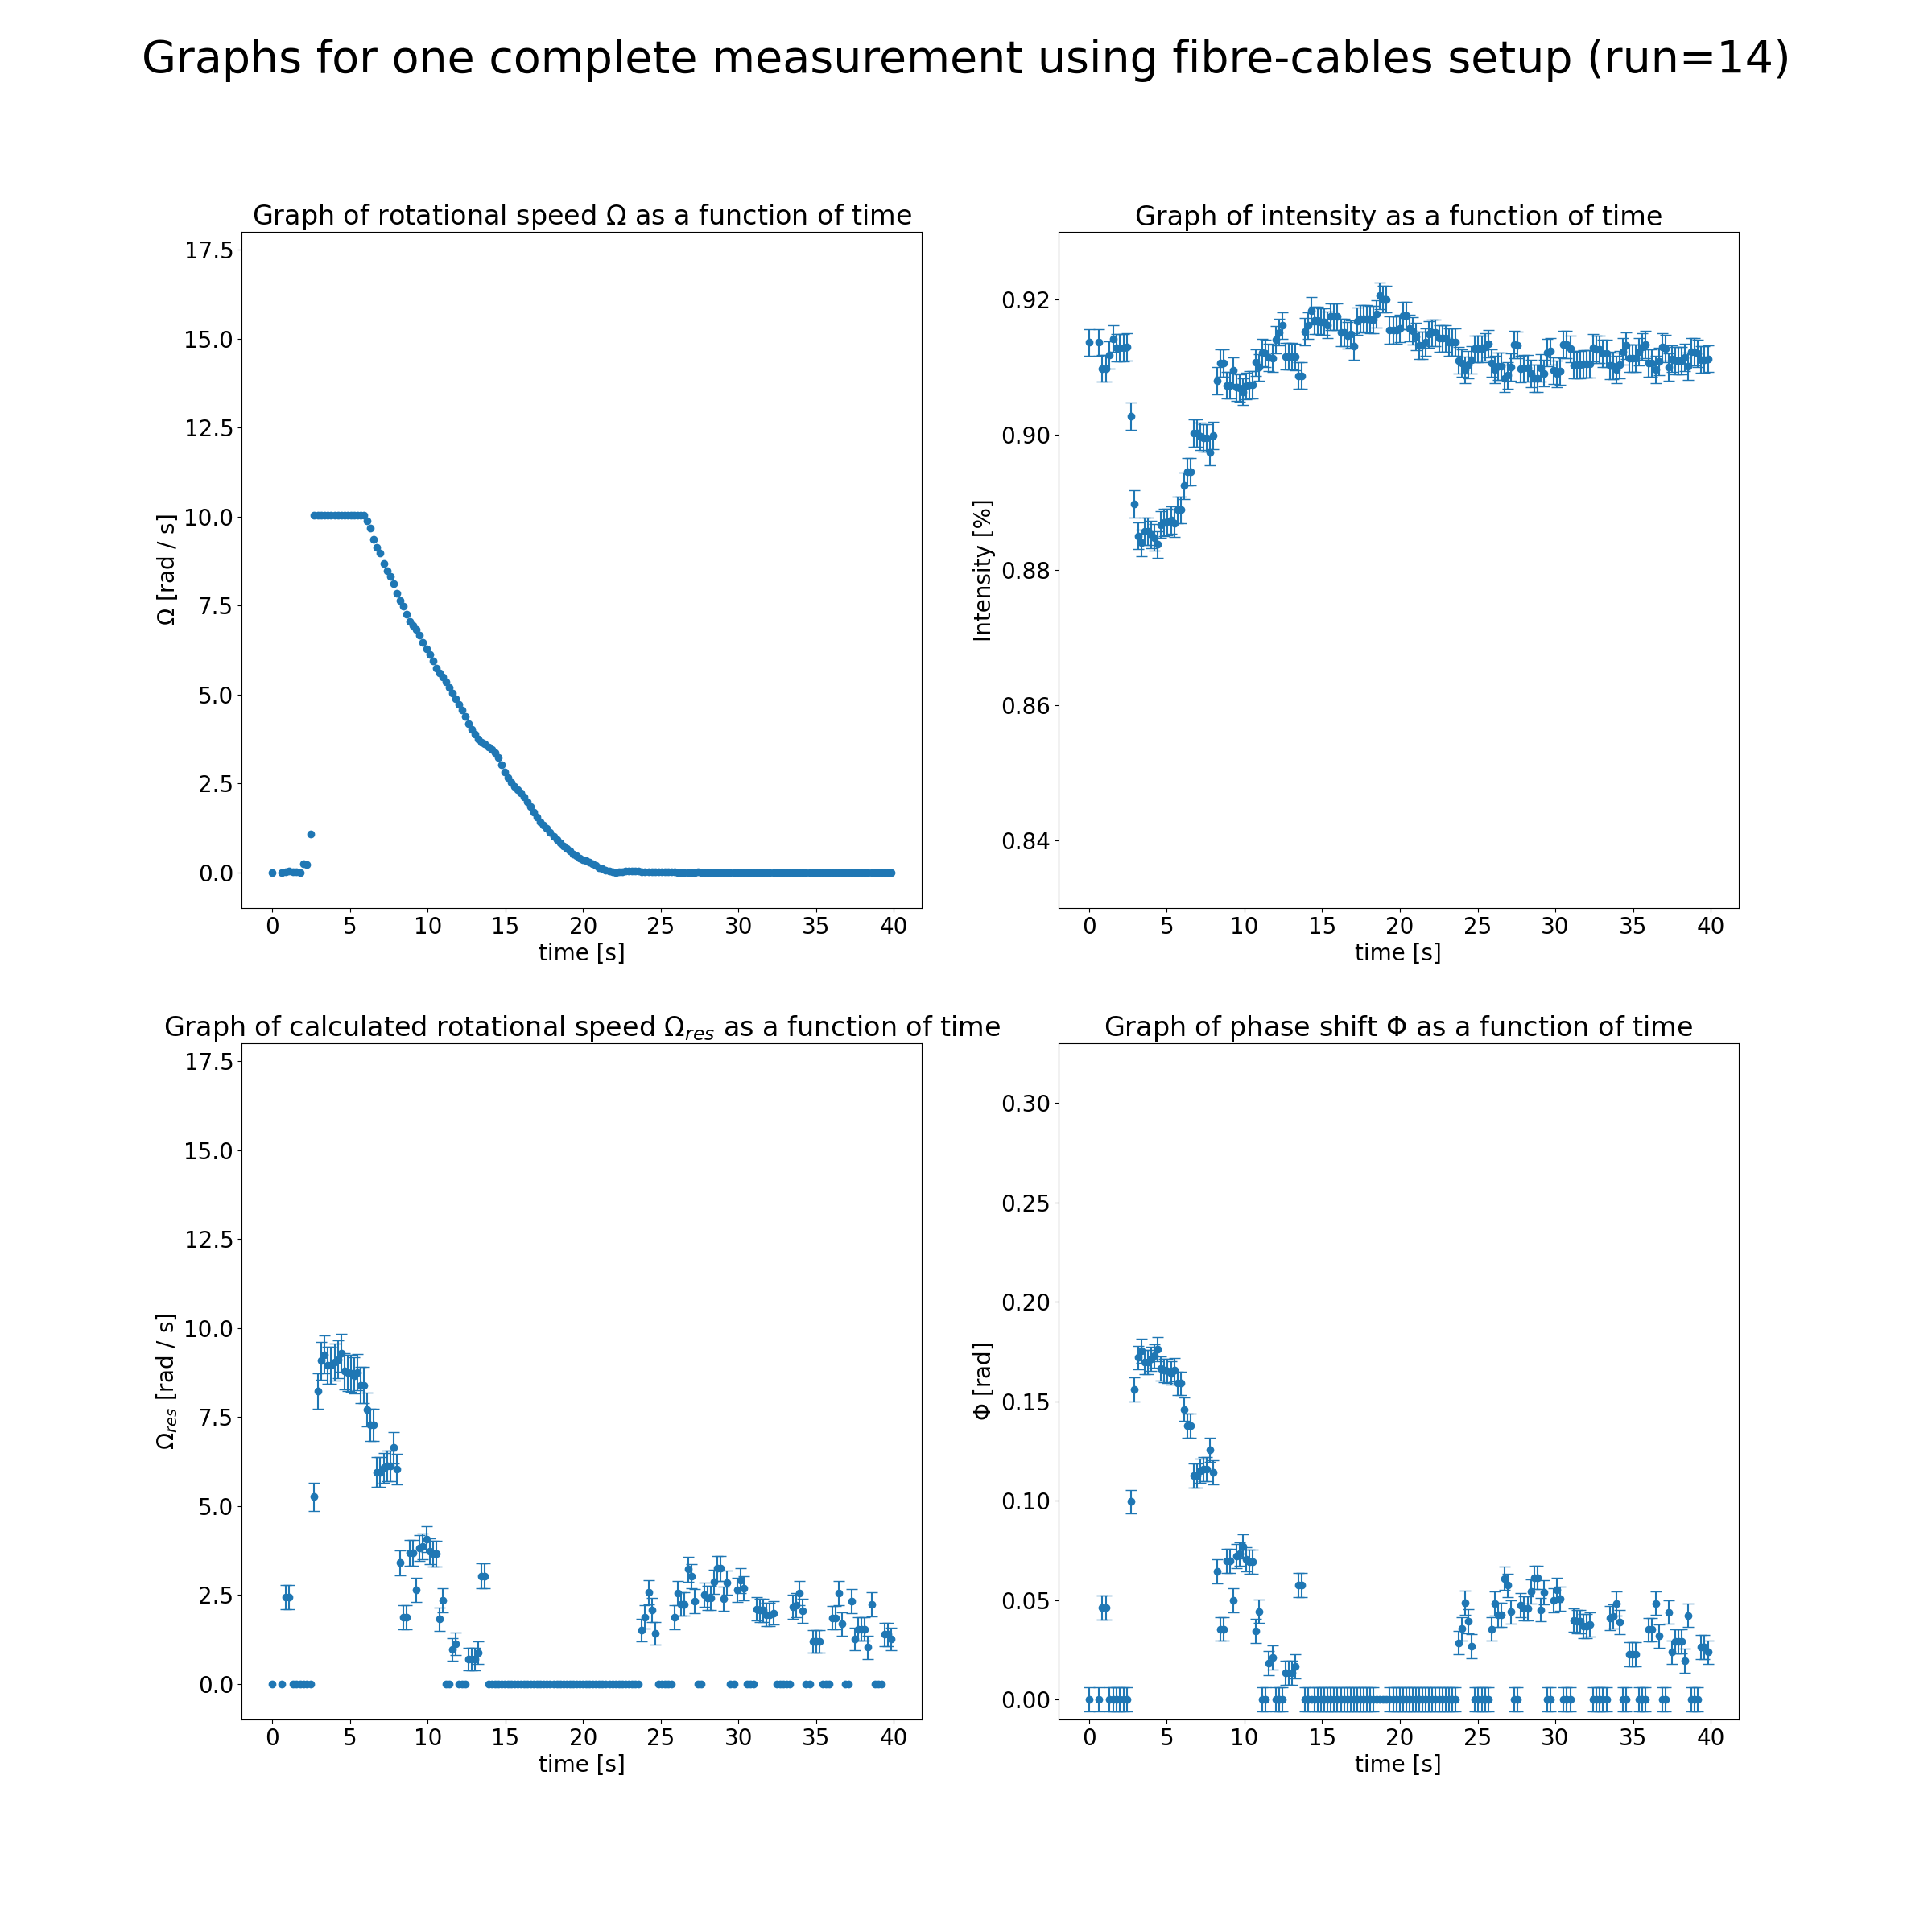 Graphs for one complete measurement using fibre-cables setup (run=14)
Graph of rotational speed Ω as a function of time
17.5
15.0
12.5
10.0
7.5
5.0
2.5
0.0
Ω [rad / s]
0 5 10 15 20 25 30 35 40
time [s]
Graph of intensity as a function of time
0.92
0.90
0.88
0.86
0.84
Intensity [%]
0 5 10 15 20 25 30 35 40
time [s]
Graph of calculated rotational speed Ω_res as a function of time
17.5
15.0
12.5
10.0
7.5
5.0
2.5
0.0
Ω_res [rad / s]
0 5 10 15 20 25 30 35 40
time [s]
Graph of phase shift Φ as a function of time
0.30
0.25
0.20
0.15
0.10
0.05
0.00
Φ [rad]
0 5 10 15 20 25 30 35 40
time [s]